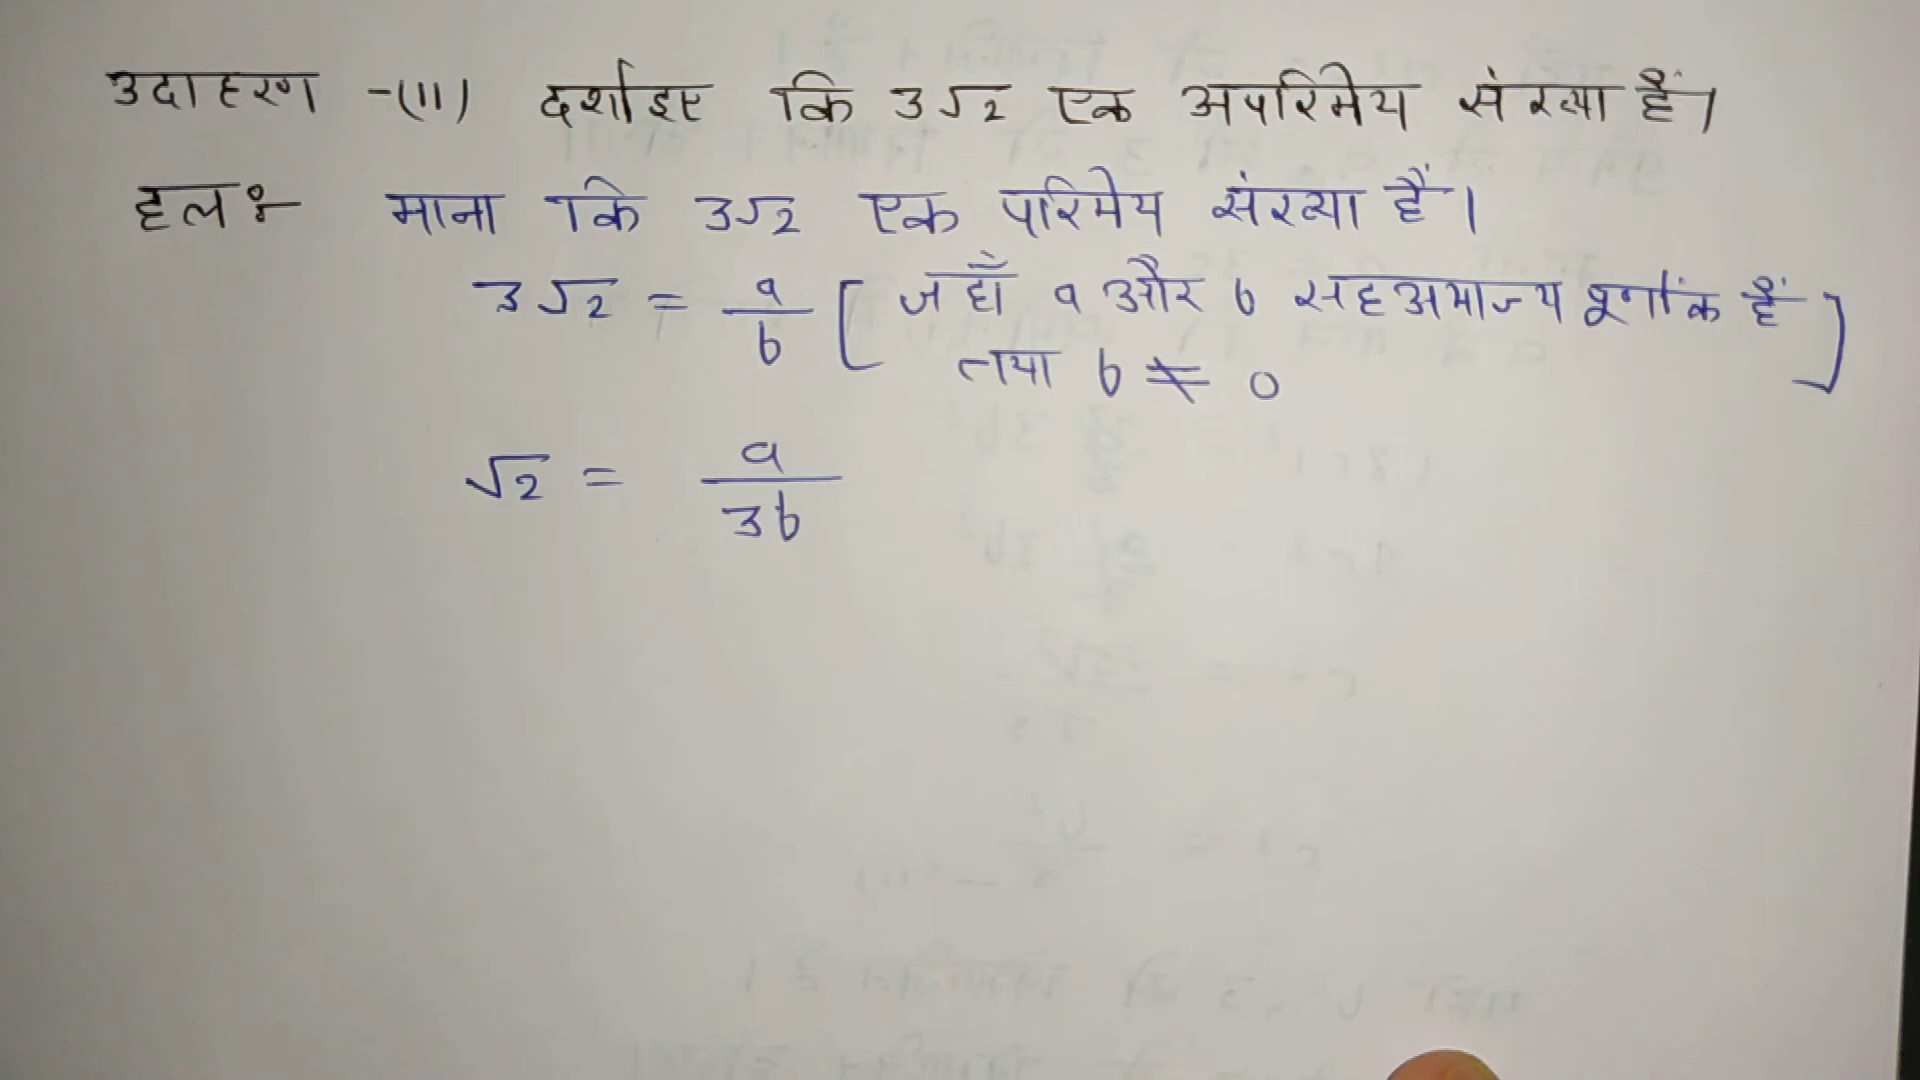 उदाहरण -(11) दर्शाइए कि 3√2 एक अपरिमेय संख्या हैं।
हल:- माना कि 3√2 एक परिमेय संख्या हैं।
3√2 = a/b [जहाँ a और b सहअभाज्य पूर्णांक हैं
तथा b ≠ 0]
√2 = a/3b